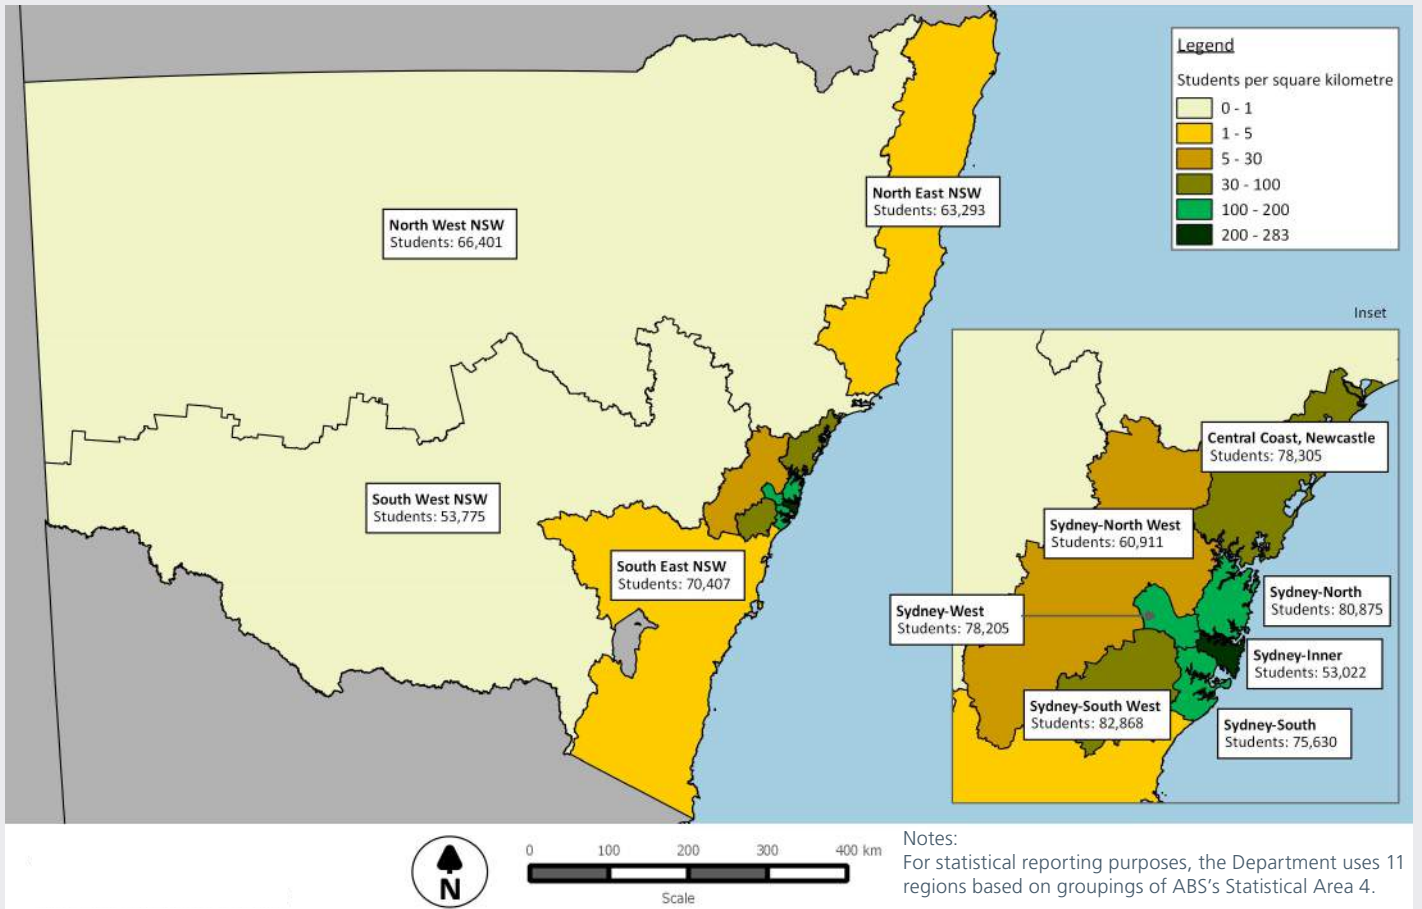 Legend
Students per square kilometre
0 - 1
1 - 5
5 - 30
30 - 100
100 - 200
200 - 283
North East NSW
Students: 63,293
North West NSW
Students: 66,401
Inset
Central Coast, Newcastle
Students: 78,305
South West NSW
Students: 53,775
Sydney-North West
Students: 60,911
South East NSW
Students: 70,407
Sydney-North
Students: 80,875
Sydney-West
Students: 78,205
Sydney-Inner
Students: 53,022
Sydney-South West
Students: 82,868
Sydney-South
Students: 75,630
N
0 100 200 300 400 km
Scale
Notes:
For statistical reporting purposes, the Department uses 11
regions based on groupings of ABS's Statistical Area 4.